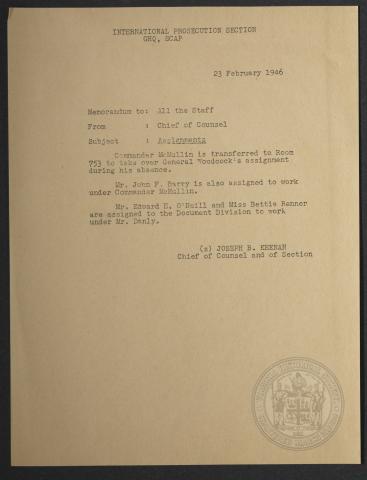 INTERNATIONAL PROSECUTION SECTION
GHQ, SCAP
23 February 1946
Memorandum to: All the Staff
From : Chief of Counsel
Subject : Assignments
Commander McMullin is transferred to Room
753 to take over General Woodcock's assignment
during his absence.
Mr. John F. Barry is also assigned to work
under Commander McMullin.
Mr. Edward E. O'Neill and Miss Bettie Renner
are assigned to the Document Division to work
under Mr. Danly.
(s) JOSEPH B. KEENAN
Chief of Counsel and of Section